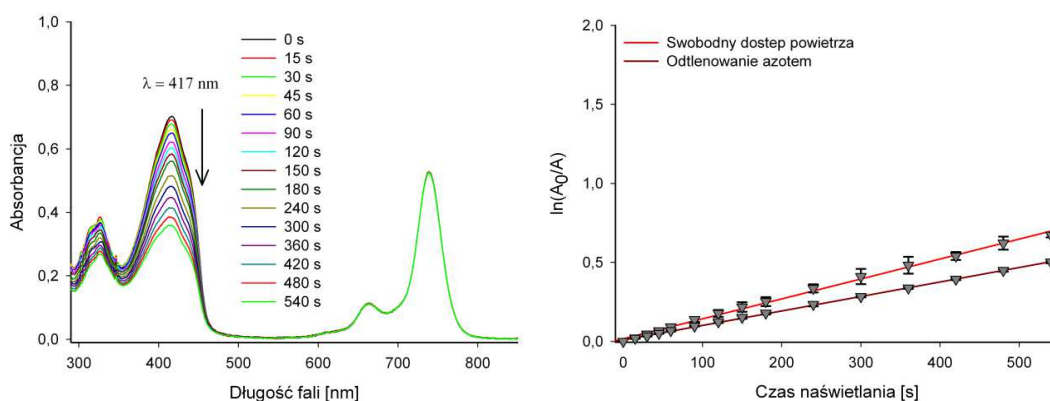 1,0
0,8
0,6
0,4
0,2
0,0
Absorbancja
λ = 417 nm
0 s
15 s
30 s
45 s
60 s
90 s
120 s
150 s
180 s
240 s
300 s
360 s
420 s
480 s
540 s
300 400 500 600 700 800
Długość fali [nm]
2,0
1,5
1,0
0,5
0,0
ln(A0/A)
Swobodny dostep powietrza
Odtlenowanie azotem
0 100 200 300 400 500
Czas naświetlania [s]